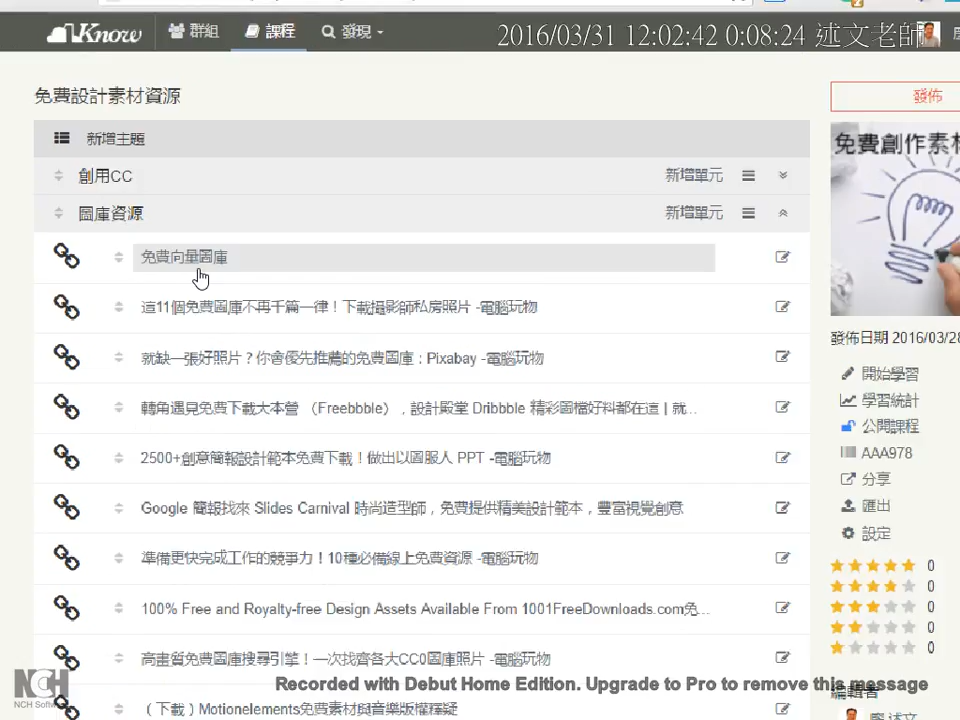 Know 群組 課程 發現
2016/03/31 12:02:42 0:08:24 述文老師
免費設計素材資源
發佈
新增主題
免費創作素材
創用CC 新增單元
圖庫資源 新增單元
免費向量圖庫
這11個免費圖庫不再千篇一律！下載攝影師私房照片 -電腦玩物
發佈日期 2016/03/28
就缺一張好照片？你會優先推薦的免費圖庫：Pixabay -電腦玩物
開始學習
學習統計
轉角遇見免費下載大本營 （Freebbble），設計殿堂 Dribbble 精彩圖檔好料都在這 | 就...
公開課程
2500+創意簡報設計範本免費下載！做出以圖服人 PPT -電腦玩物
AAA978
分享
Google 簡報找來 Slides Carnival 時尚造型師，免費提供精美設計範本，豐富視覺創意
匯出
設定
準備更快完成工作的競爭力！10種必備線上免費資源 -電腦玩物
0
0
100% Free and Royalty-free Design Assets Available From 1001FreeDownloads.com免...
0
0
高畫質免費圖庫搜尋引擎！一次找齊各大CC0圖庫照片 -電腦玩物
0
NCH
NCH Softw
Recorded with Debut Home Edition. Upgrade to Pro to remove this message
編輯者
（下載）Motionelements免費素材與音樂版權釋疑
廖 述文